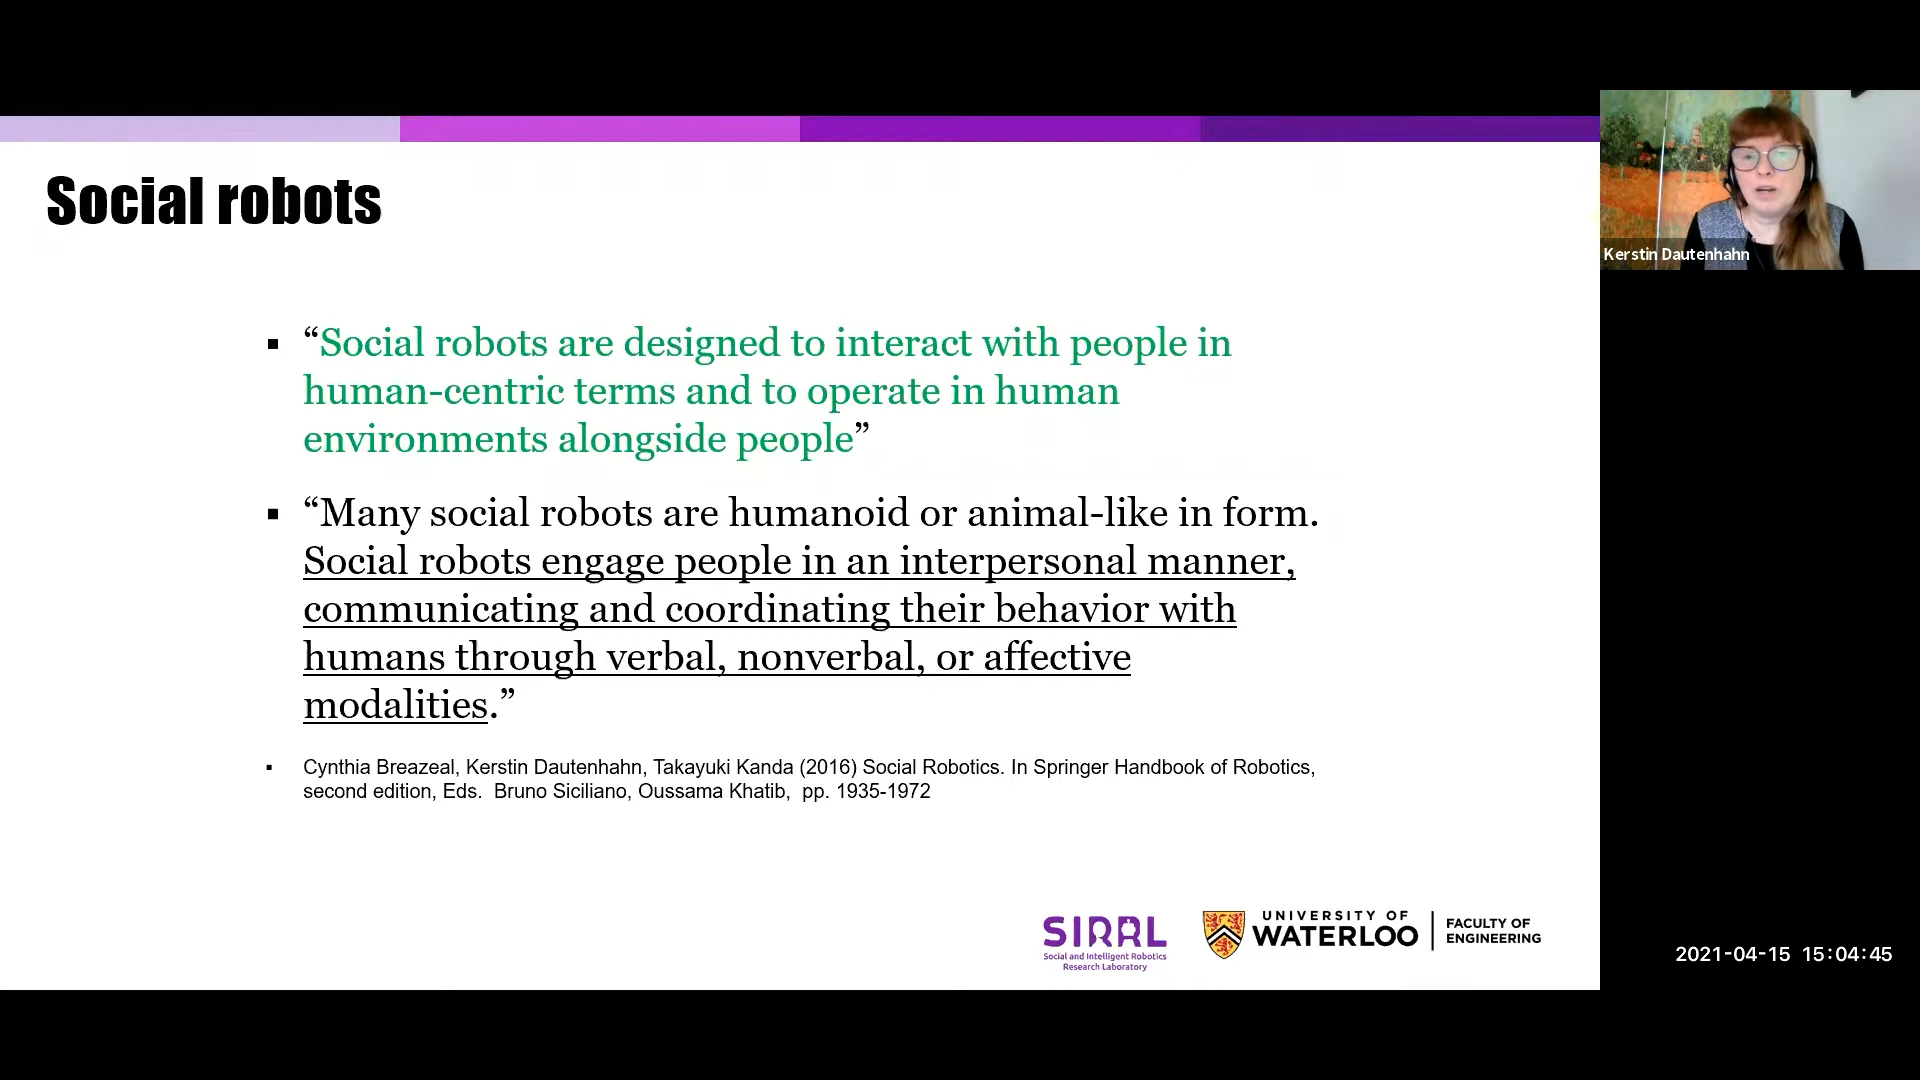 Social robots
▪ “Social robots are designed to interact with people in
human-centric terms and to operate in human
environments alongside people”
▪ “Many social robots are humanoid or animal-like in form.
Social robots engage people in an interpersonal manner,
communicating and coordinating their behavior with
humans through verbal, nonverbal, or affective
modalities.”
▪ Cynthia Breazeal, Kerstin Dautenhahn, Takayuki Kanda (2016) Social Robotics. In Springer Handbook of Robotics,
second edition, Eds. Bruno Siciliano, Oussama Khatib, pp. 1935-1972
SIRRL
Social and Intelligent Robotics
Research Laboratory
UNIVERSITY OF
WATERLOO
FACULTY OF
ENGINEERING
Kerstin Dautenhahn
2021-04-15 15:04:45